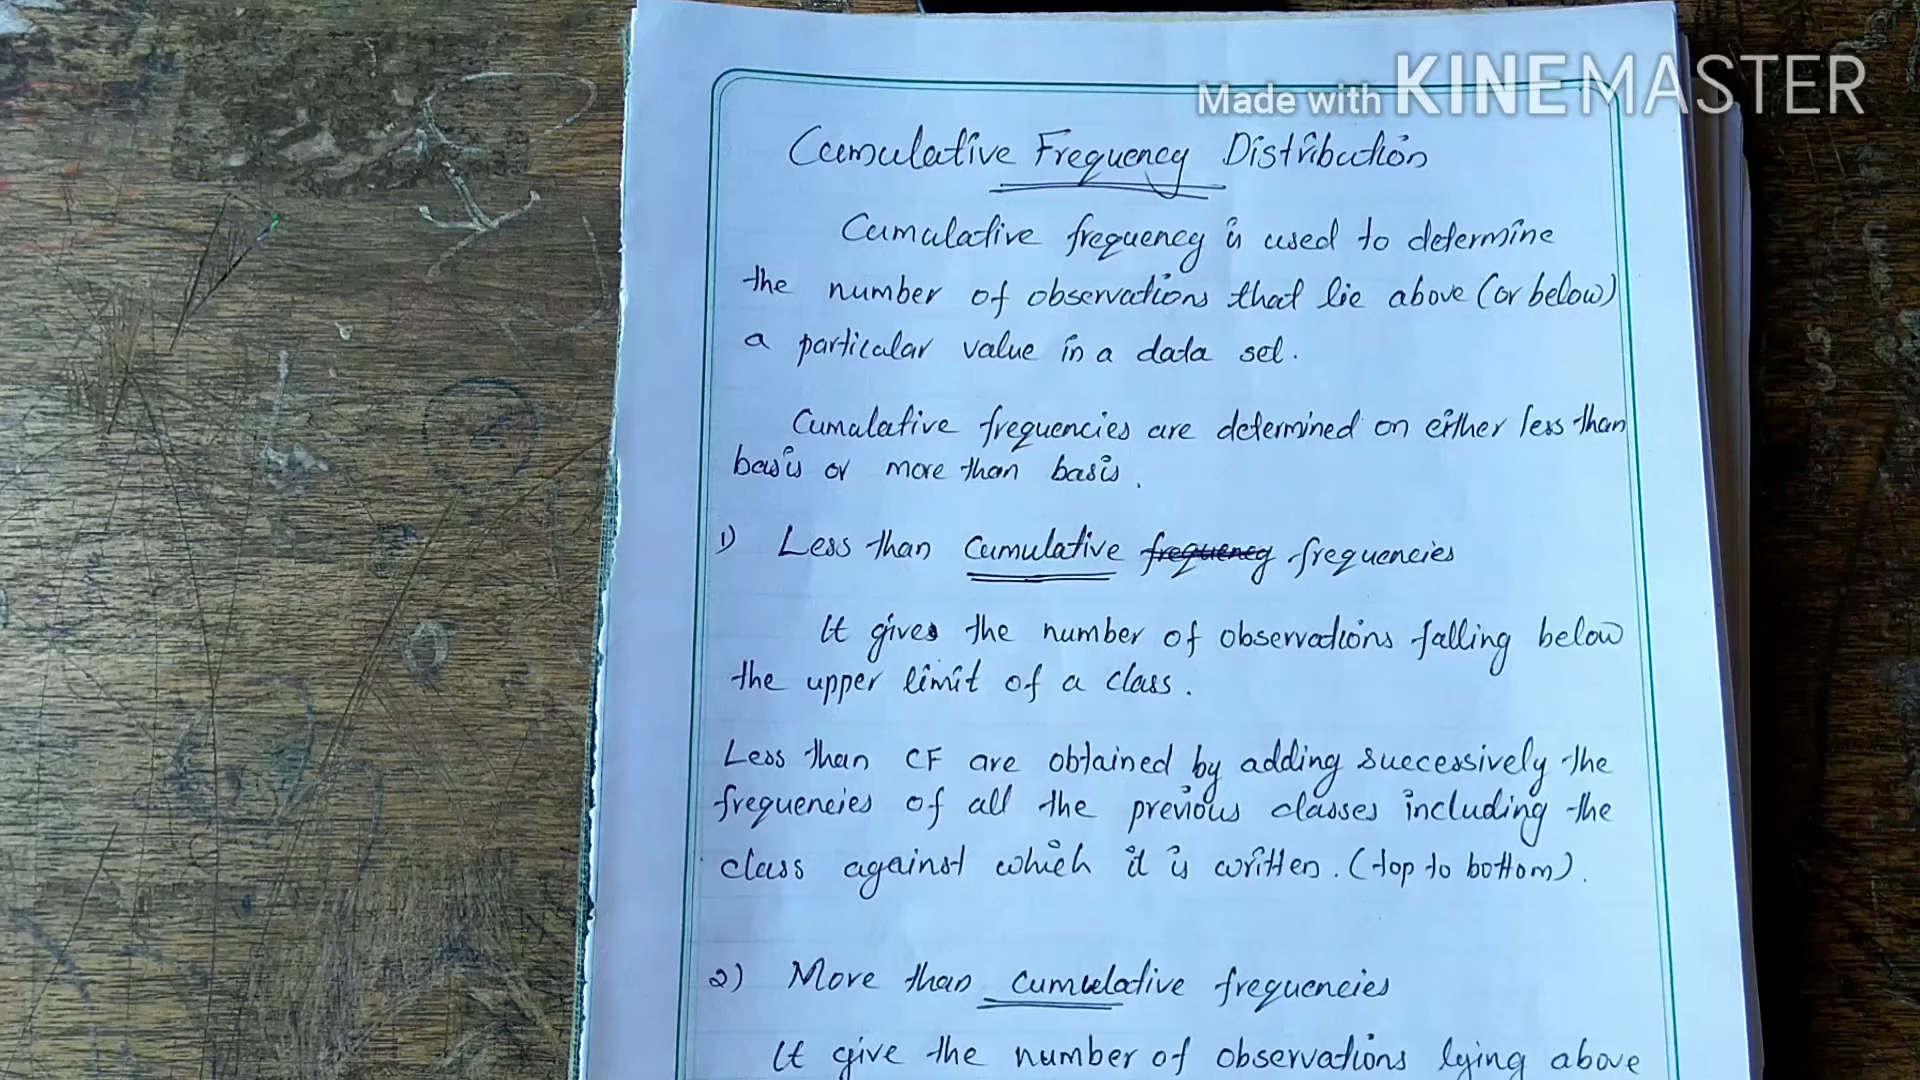 Made with KINEMASTER
Cumulative Frequency Distribution
Cumulative frequency is used to determine
the number of observations that lie above (or below)
a particular value in a data set.
Cumulative frequencies are determined on either less than
basis or more than basis.
1) Less than Cumulative frequency frequencies
It gives the number of observations falling below
the upper limit of a class.
Less than CF are obtained by adding successively the
frequencies of all the previous classes including the
class against which it is written. (top to bottom).
2) More than cumulative frequencies
It give the number of observations lying above